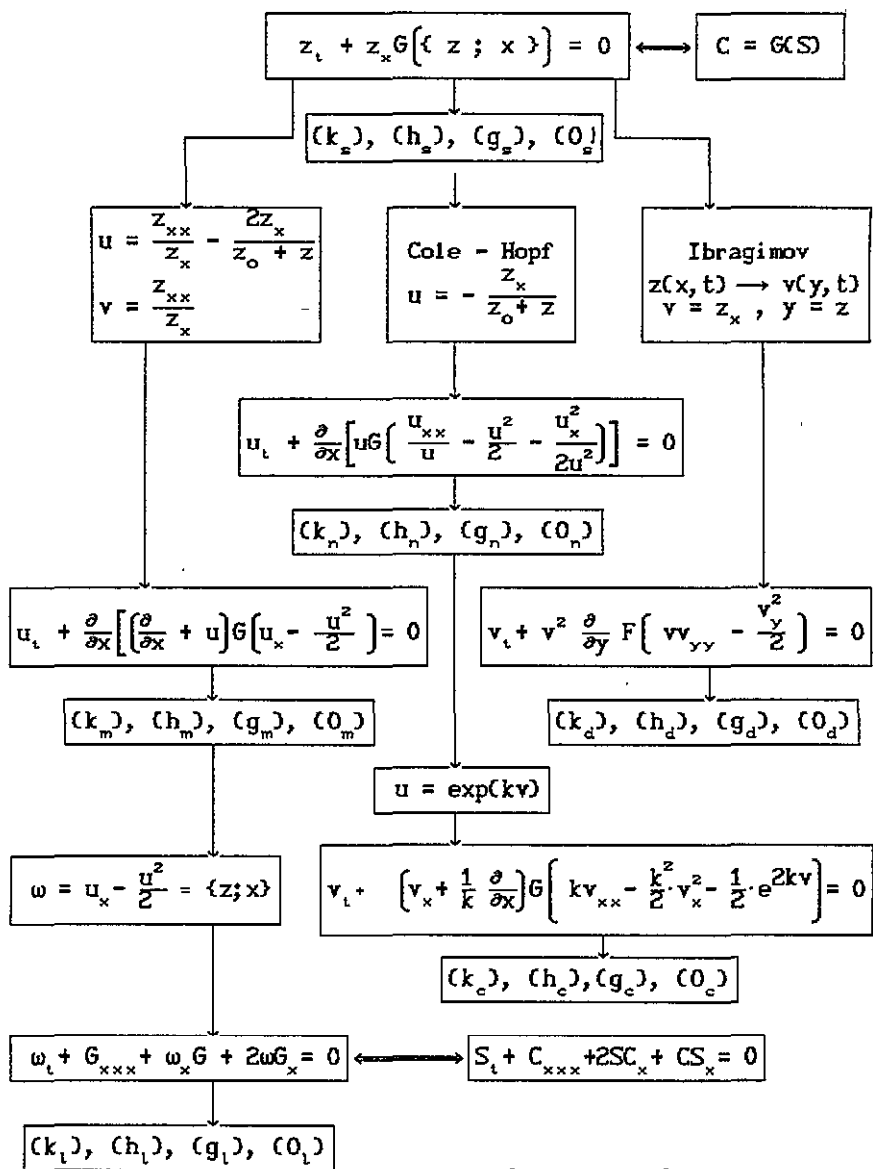 z_t + z_x G({ z ; x }) = 0 ⟷ C = G(S)
(k_s), (h_s), (g_s), (O_s)
u = z_xx/z_x - 2z_x/(z_o + z)
v = z_xx/z_x
Cole - Hopf
u = - z_x/(z_o + z)
Ibragimov
z(x,t) → v(y,t)
v = z_x , y = z
u_t + ∂/∂x[uG( u_xx/u - u²/2 - u_x²/2u² )] = 0
(k_n), (h_n), (g_n), (O_n)
u_t + ∂/∂x[(∂/∂x + u)G(u_x - u²/2 ) = 0
v_t + v² ∂/∂y F( vv_yy - v_y²/2 ) = 0
(k_m), (h_m), (g_m), (O_m)
(k_d), (h_d), (g_d), (O_d)
u = exp(kv)
ω = u_x - u²/2 = {z;x}
v_t + (v_x + 1/k ∂/∂x)G( kv_xx - k²/2·v_x² - 1/2·e^2kv ) = 0
(k_c), (h_c), (g_c), (O_c)
ω_t + G_xxx + ω_x G + 2ωG_x = 0 ⟷ S_t + C_xxx + 2SC_x + CS_x = 0
(k_l), (h_l), (g_l), (O_l)